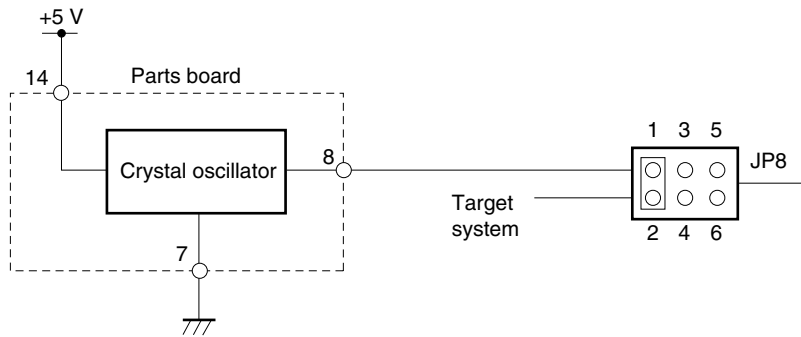 +5 V
14
Parts board
Crystal oscillator
8
7
Target
system
1 3 5
JP8
2 4 6